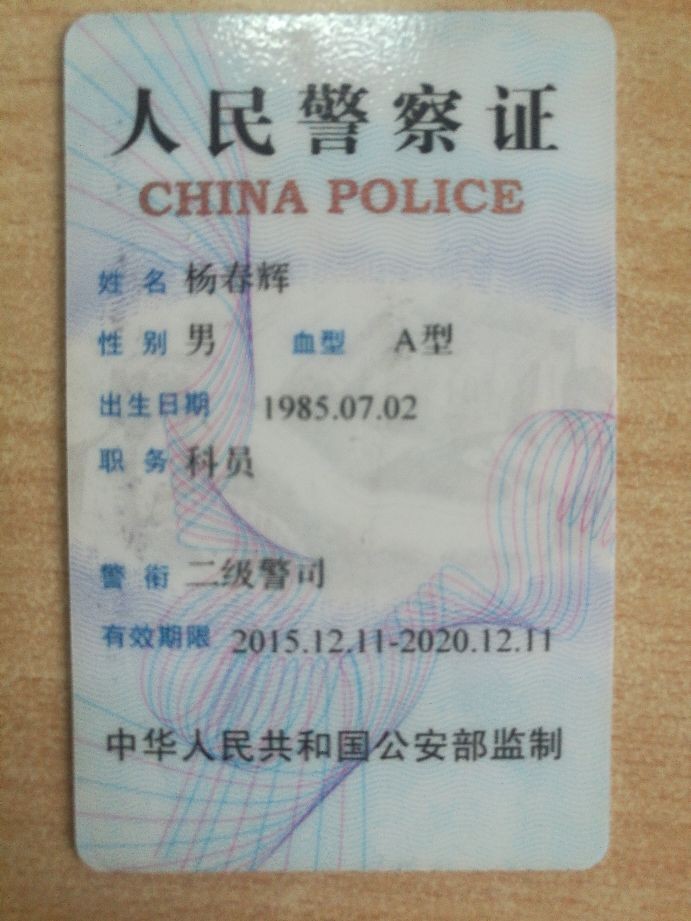 人民警察证
CHINA POLICE
姓 名 杨春辉
性 别 男 血型 A型
出生日期 1985.07.02
职 务 科员
警 衔 二级警司
有效期限 2015.12.11-2020.12.11
中华人民共和国公安部监制